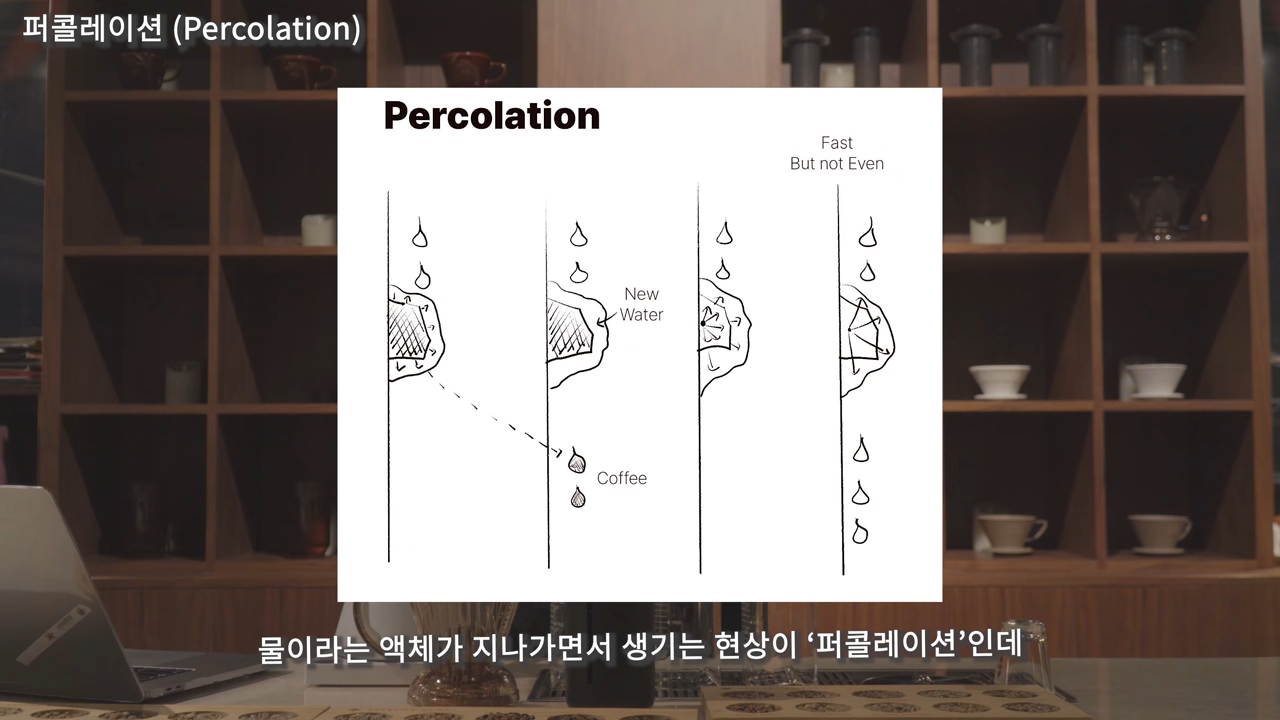 퍼콜레이션 (Percolation)
Percolation
Fast
But not Even
New
Water
Coffee
물이라는 액체가 지나가면서 생기는 현상이 ‘퍼콜레이션’인데